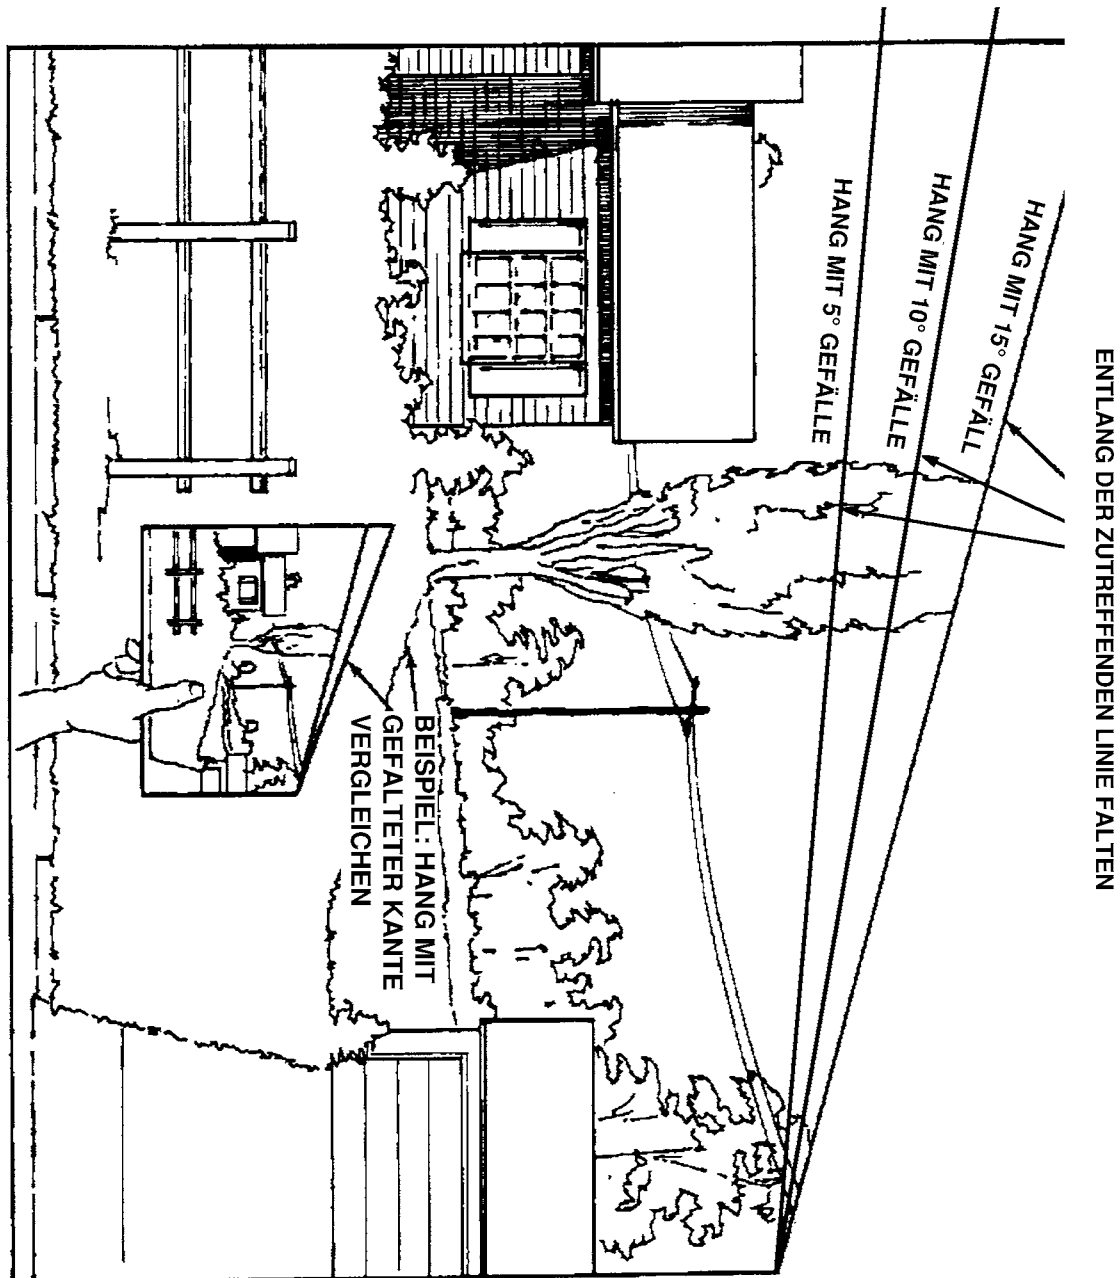 ENTLANG DER ZUTREFFENDEN LINIE FALTEN
HANG MIT 15° GEFÄLL
HANG MIT 10° GEFÄLLE
HANG MIT 5° GEFÄLLE
BEISPIEL: HANG MIT
GEFALTETER KANTE
VERGLEICHEN